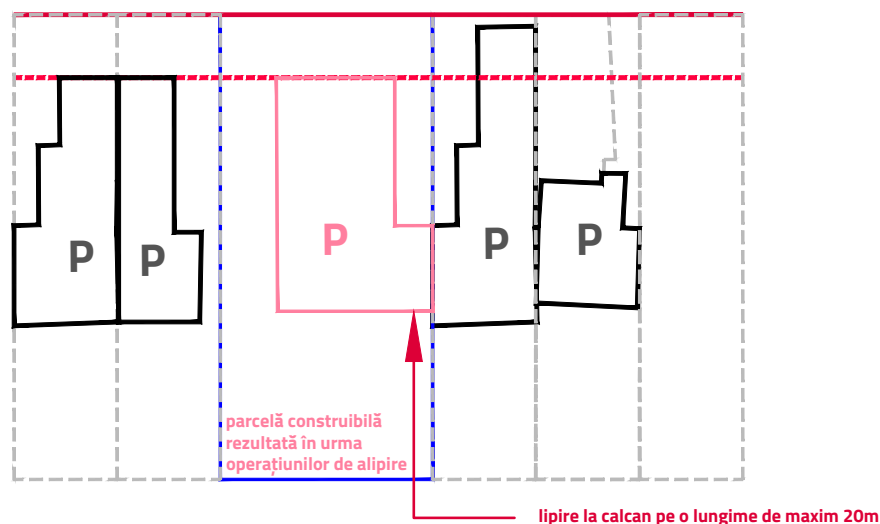 P
P
P
P
P
parcelă construibilă
rezultată în urma
operațiunilor de alipire
lipire la calcan pe o lungime de maxim 20m